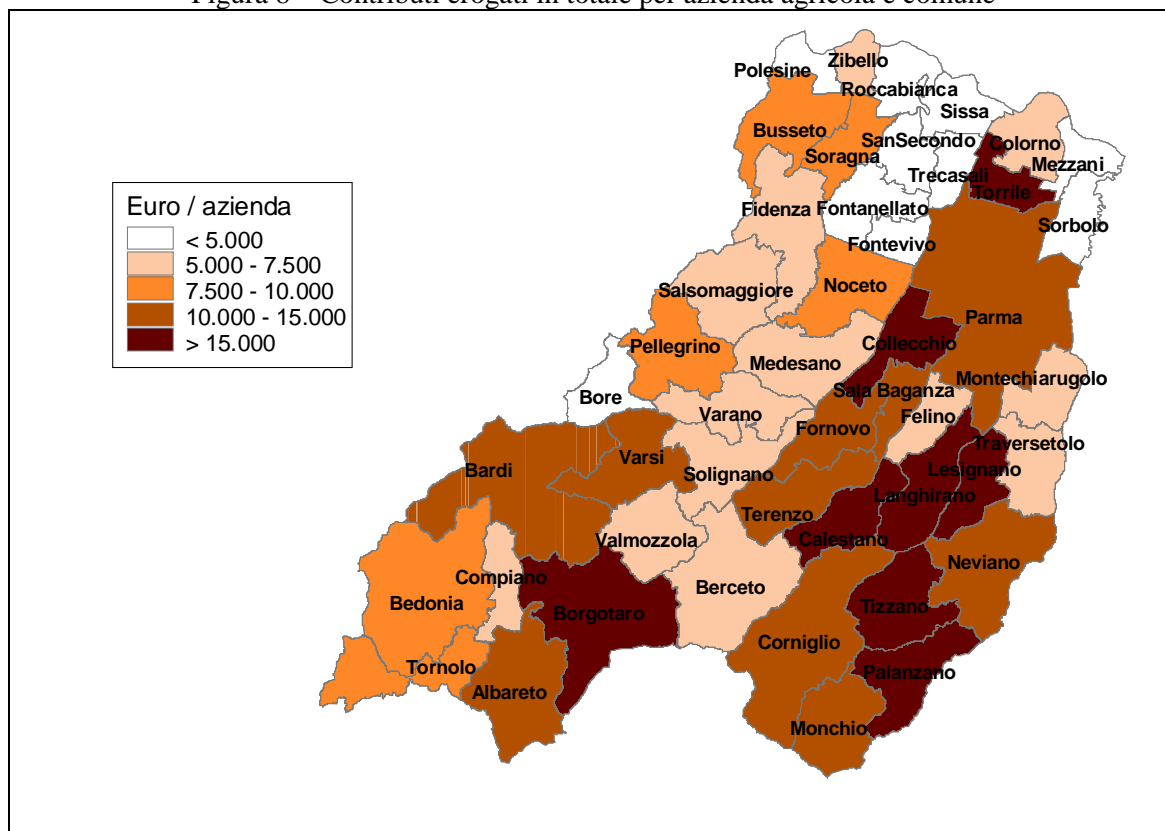 Figura 8 – Contributi erogati in totale per azienda agricola e comune
Euro / azienda
< 5.000
5.000 - 7.500
7.500 - 10.000
10.000 - 15.000
> 15.000
Zibello
Polesine
Roccabianca
Sissa
Busseto
SanSecondo
Colorno
Soragna
Mezzani
Trecasali
Torrile
Fidenza
Fontanellato
Sorbolo
Fontevivo
Salsomaggiore
Noceto
Parma
Pellegrino
Collecchio
Medesano
Montechiarugolo
Sala Baganza
Bore
Varano
Felino
Fornovo
Traversetolo
Varsi
Bardi
Solignano
Lesignano
Langhirano
Terenzo
Calestano
Valmozzola
Neviano
Compiano
Berceto
Bedonia
Borgotaro
Tizzano
Corniglio
Tornolo
Palanzano
Albareto
Monchio